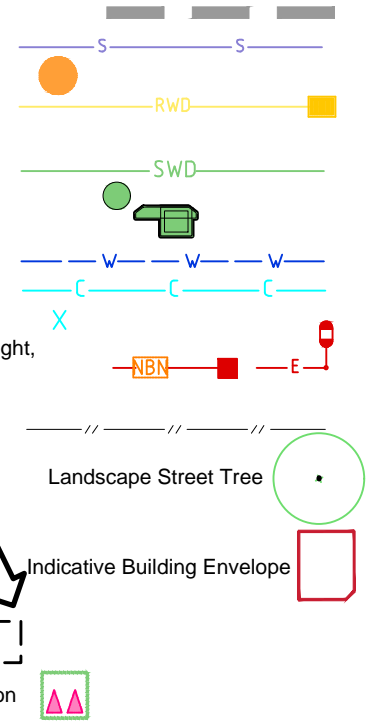 S S
RWD
SWD
W W W
C C C
X
ght,
NBN E
// // //
Landscape Street Tree
Indicative Building Envelope
on